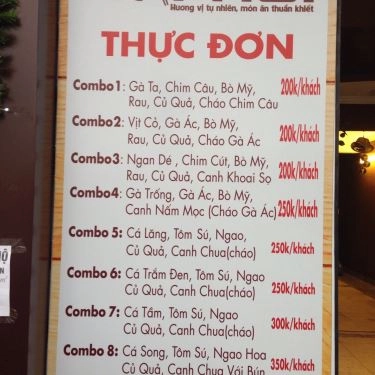 Hương vị tự nhiên, món ăn thuần khiết
THỰC ĐƠN
Combo1: Gà Ta, Chim Câu, Bò Mỹ, 200k/khách
Rau, Củ Quả, Cháo Chim Câu
Combo2: Vịt Cỏ, Gà Ác, Bò Mỹ, 200k/khách
Rau, Củ Quả, Cháo Gà Ác
Combo3: Ngan Dé, Chim Cút, Bò Mỹ, 200k/khách
Rau, Củ Quả, Canh Khoai Sọ
Combo4: Gà Trống, Gà Ác, Bò Mỹ,
Canh Nấm Mọc (Cháo Gà Ác) 250k/khách
Combo 5: Cá Lăng, Tôm Sú, Ngao,
Củ Quả, Canh Chua(cháo) 250k/khách
Combo 6: Cá Trắm Đen, Tôm Sú, Ngao
Củ Quả, Canh Chua(cháo) 250k/khách
Combo 7: Cá Tầm, Tôm Sú, Ngao
Củ Quả, Canh Chua(cháo) 300k/khách
Combo 8: Cá Song, Tôm Sú, Ngao Hoa
Củ Quả, Canh Chua Với Bún 350k/khách